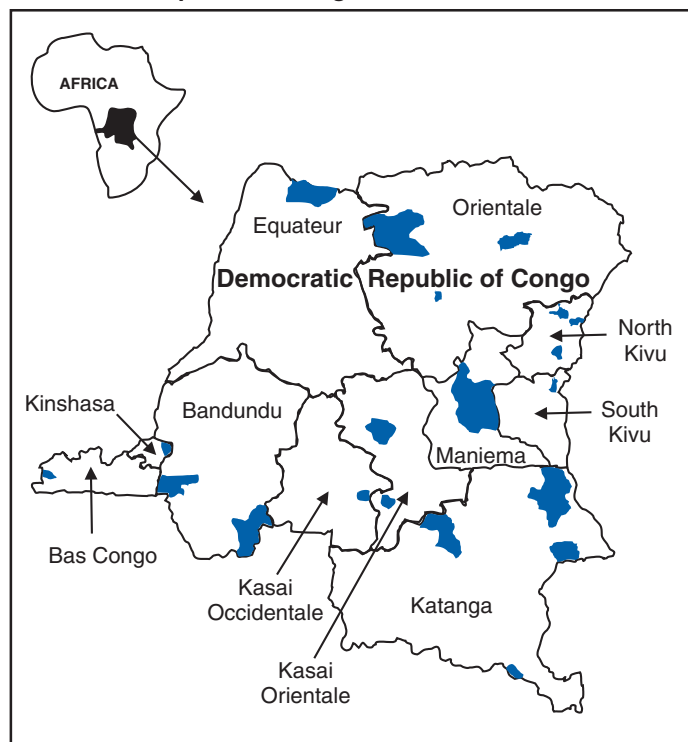 AFRICA
Equateur
Orientale
Democratic Republic of Congo
North
Kivu
Kinshasa
Bandundu
South
Kivu
Maniema
Bas Congo
Kasai
Occidentale
Katanga
Kasai
Orientale